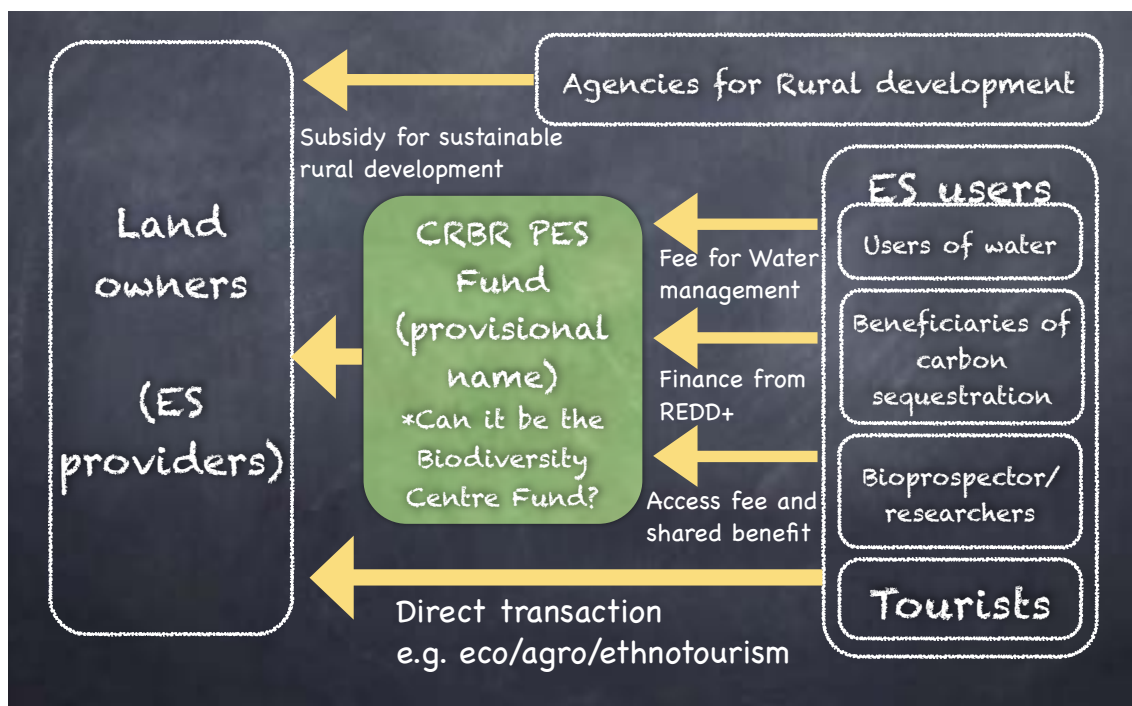 Agencies for Rural development
Subsidy for sustainable
rural development
Land
owners
(ES
providers)
CRBR PES
Fund
(provisional
name)
*Can it be the
Biodiversity
Centre Fund?
Fee for Water
management
Finance from
REDD+
Access fee and
shared benefit
ES users
Users of water
Beneficiaries of
carbon
sequestration
Bioprospector/
researchers
Tourists
Direct transaction
e.g. eco/agro/ethnotourism